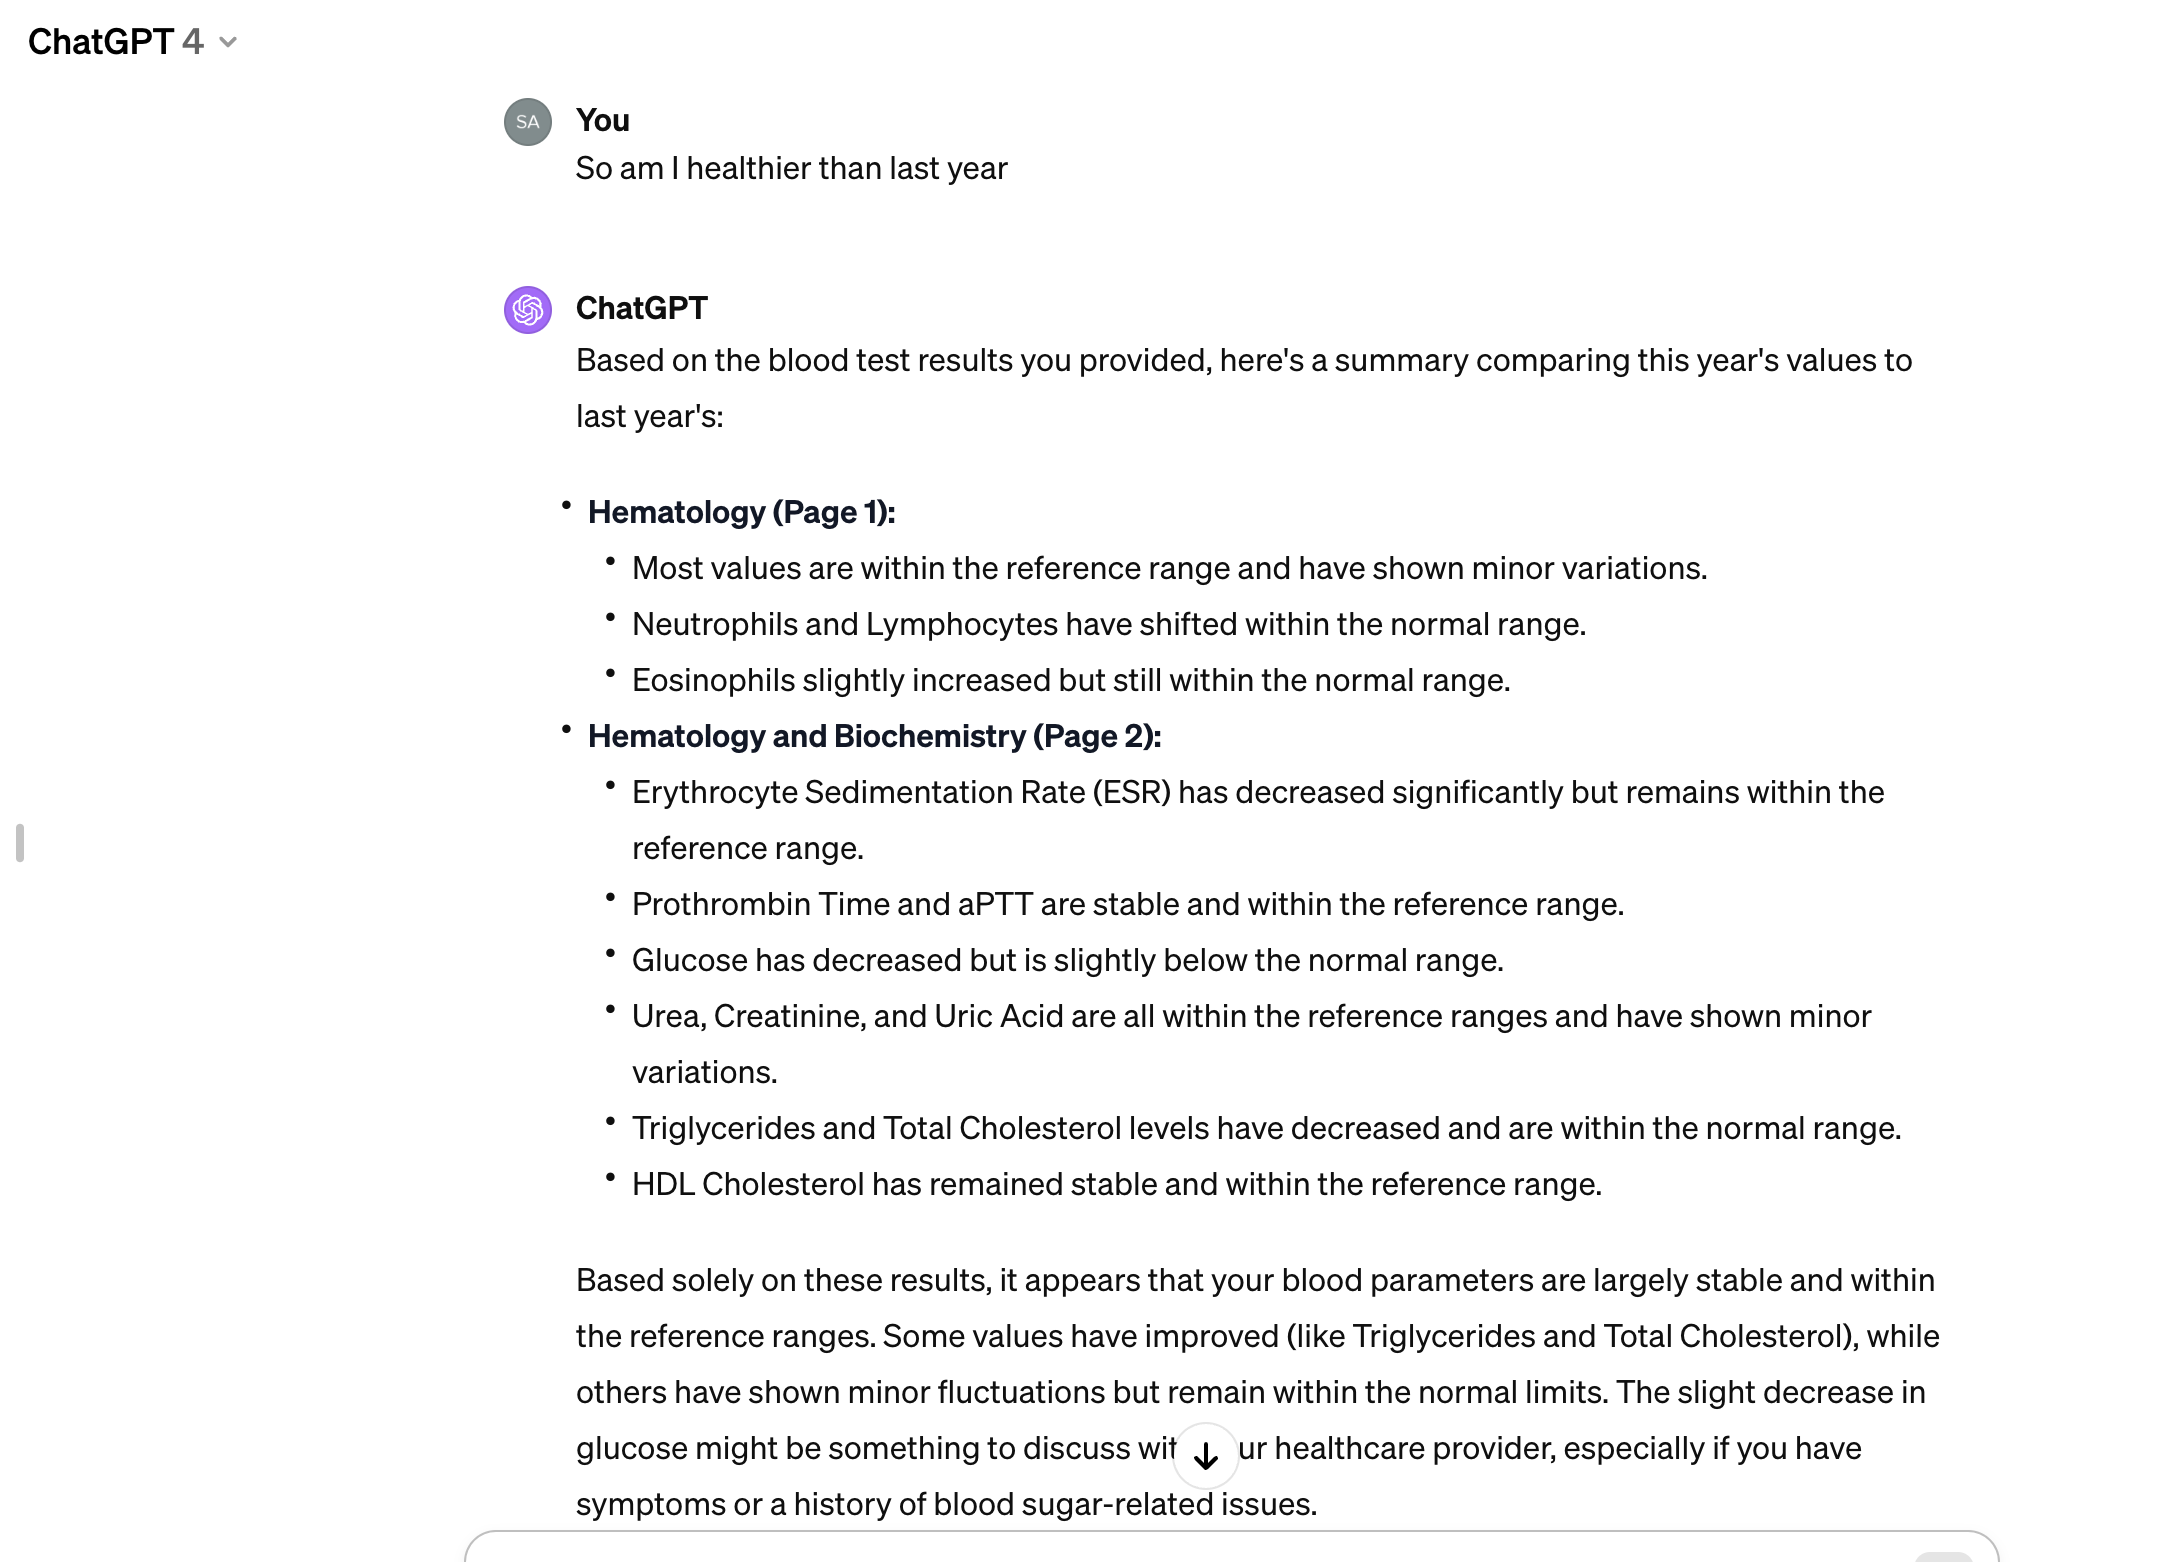 ChatGPT 4
SA
You
So am I healthier than last year
ChatGPT
Based on the blood test results you provided, here's a summary comparing this year's values to
last year's:
• Hematology (Page 1):
• Most values are within the reference range and have shown minor variations.
• Neutrophils and Lymphocytes have shifted within the normal range.
• Eosinophils slightly increased but still within the normal range.
• Hematology and Biochemistry (Page 2):
• Erythrocyte Sedimentation Rate (ESR) has decreased significantly but remains within the
reference range.
• Prothrombin Time and aPTT are stable and within the reference range.
• Glucose has decreased but is slightly below the normal range.
• Urea, Creatinine, and Uric Acid are all within the reference ranges and have shown minor
variations.
• Triglycerides and Total Cholesterol levels have decreased and are within the normal range.
• HDL Cholesterol has remained stable and within the reference range.
Based solely on these results, it appears that your blood parameters are largely stable and within
the reference ranges. Some values have improved (like Triglycerides and Total Cholesterol), while
others have shown minor fluctuations but remain within the normal limits. The slight decrease in
glucose might be something to discuss wit ur healthcare provider, especially if you have
symptoms or a history of blood sugar-related issues.